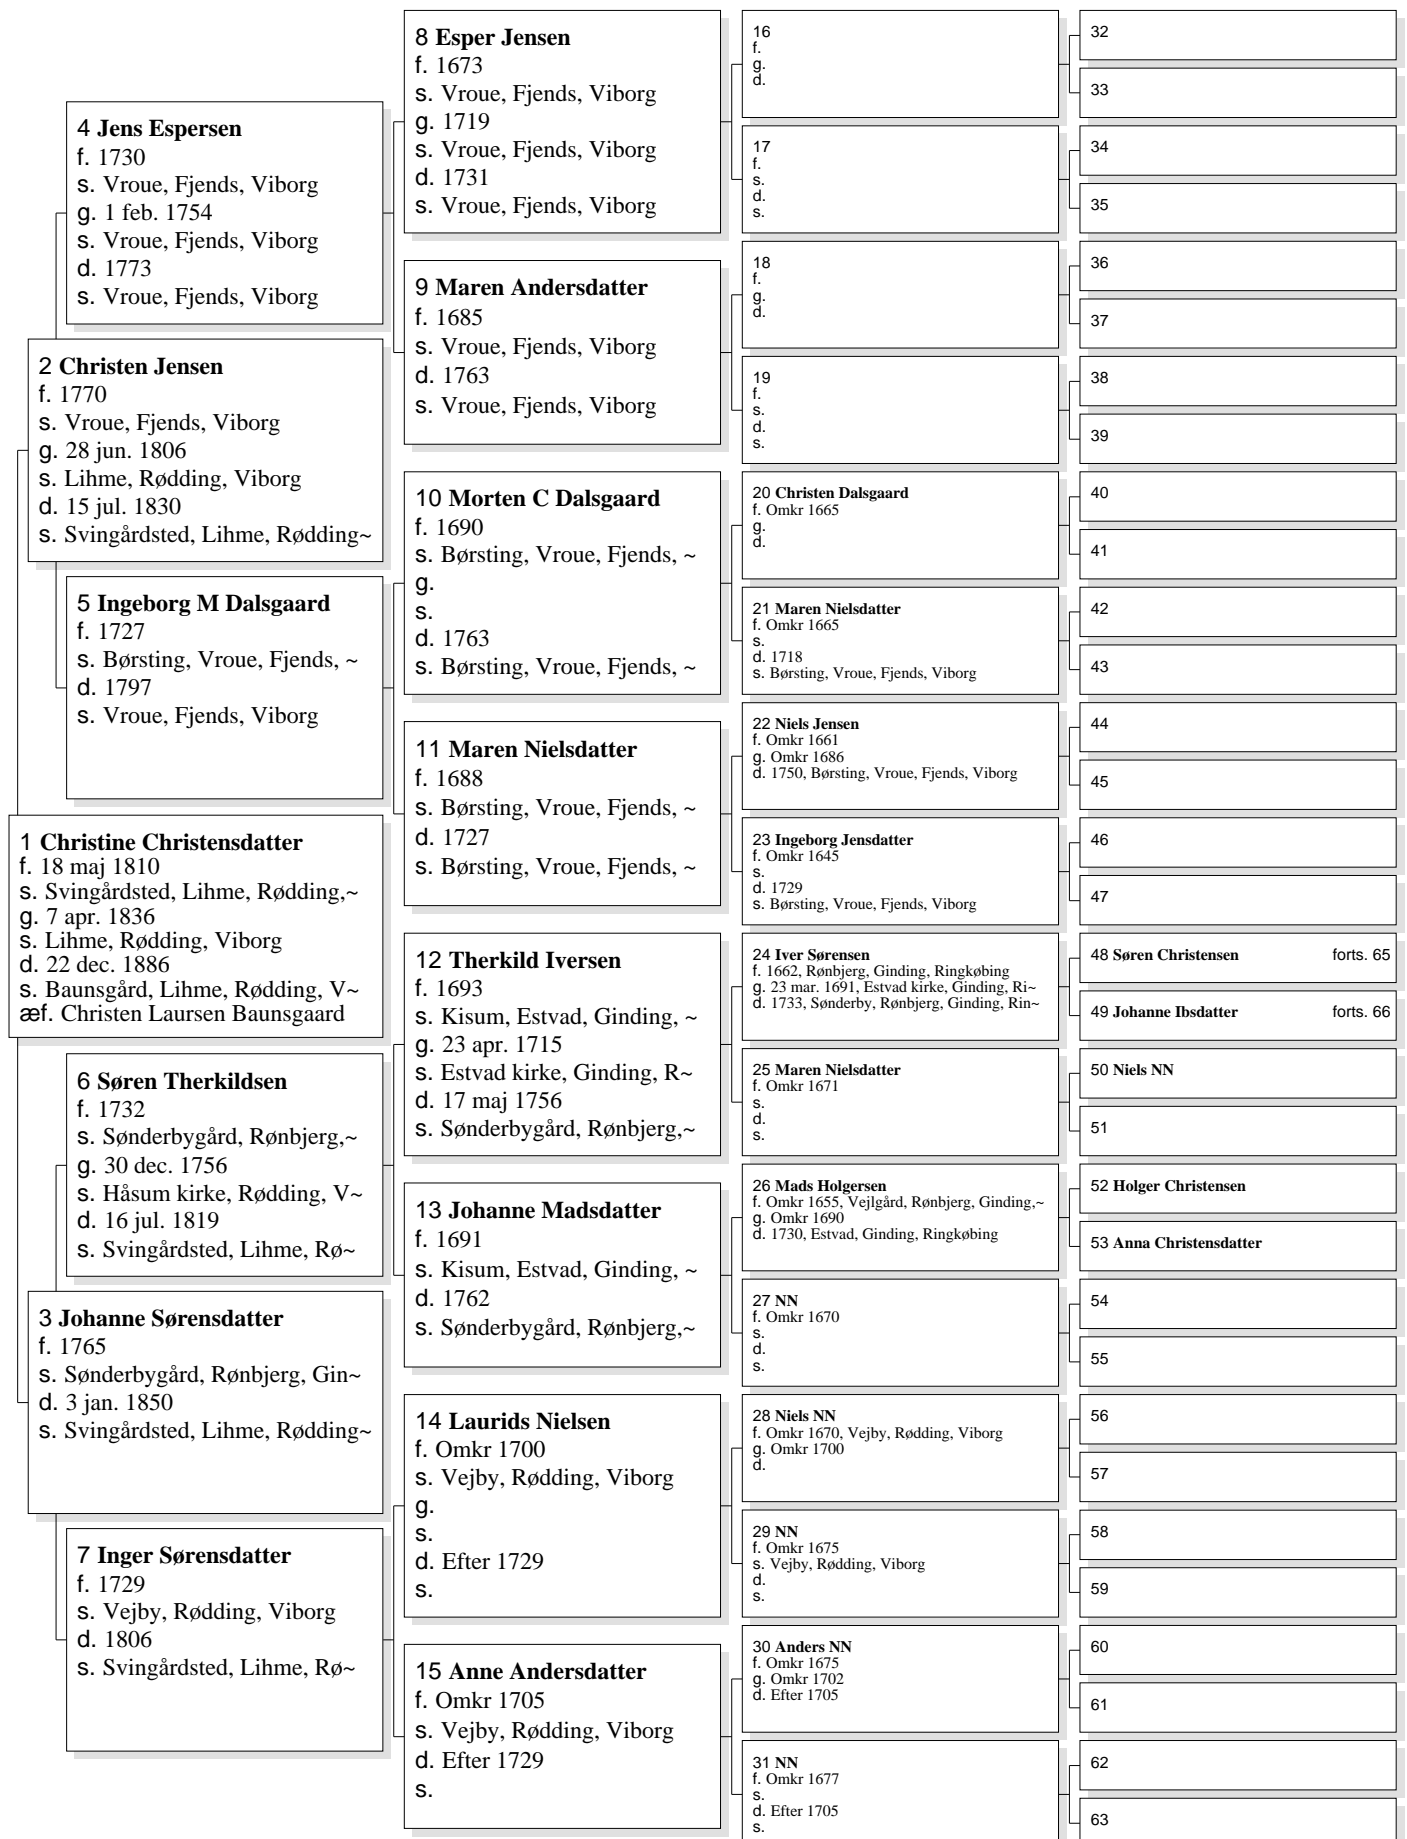 1 Christine Christensdatter
f. 18 maj 1810
s. Svingårdsted, Lihme, Rødding,~
g. 7 apr. 1836
s. Lihme, Rødding, Viborg
d. 22 dec. 1886
s. Baunsgård, Lihme, Rødding, V~
æf. Christen Laursen Baunsgaard
2 Christen Jensen
f. 1770
s. Vroue, Fjends, Viborg
g. 28 jun. 1806
s. Lihme, Rødding, Viborg
d. 15 jul. 1830
s. Svingårdsted, Lihme, Rødding~
3 Johanne Sørensdatter
f. 1765
s. Sønderbygård, Rønbjerg, Gin~
d. 3 jan. 1850
s. Svingårdsted, Lihme, Rødding~
4 Jens Espersen
f. 1730
s. Vroue, Fjends, Viborg
g. 1 feb. 1754
s. Vroue, Fjends, Viborg
d. 1773
s. Vroue, Fjends, Viborg
5 Ingeborg M Dalsgaard
f. 1727
s. Børsting, Vroue, Fjends, ~
d. 1797
s. Vroue, Fjends, Viborg
6 Søren Therkildsen
f. 1732
s. Sønderbygård, Rønbjerg,~
g. 30 dec. 1756
s. Håsum kirke, Rødding, V~
d. 16 jul. 1819
s. Svingårdsted, Lihme, Rø~
7 Inger Sørensdatter
f. 1729
s. Vejby, Rødding, Viborg
d. 1806
s. Svingårdsted, Lihme, Rø~
8 Esper Jensen
f. 1673
s. Vroue, Fjends, Viborg
g. 1719
s. Vroue, Fjends, Viborg
d. 1731
s. Vroue, Fjends, Viborg
9 Maren Andersdatter
f. 1685
s. Vroue, Fjends, Viborg
d. 1763
s. Vroue, Fjends, Viborg
10 Morten C Dalsgaard
f. 1690
s. Børsting, Vroue, Fjends, ~
g.
s.
d. 1763
s. Børsting, Vroue, Fjends, ~
11 Maren Nielsdatter
f. 1688
s. Børsting, Vroue, Fjends, ~
d. 1727
s. Børsting, Vroue, Fjends, ~
12 Therkild Iversen
f. 1693
s. Kisum, Estvad, Ginding, ~
g. 23 apr. 1715
s. Estvad kirke, Ginding, R~
d. 17 maj 1756
s. Sønderbygård, Rønbjerg,~
13 Johanne Madsdatter
f. 1691
s. Kisum, Estvad, Ginding, ~
d. 1762
s. Sønderbygård, Rønbjerg,~
14 Laurids Nielsen
f. Omkr 1700
s. Vejby, Rødding, Viborg
g.
s.
d. Efter 1729
s.
15 Anne Andersdatter
f. Omkr 1705
s. Vejby, Rødding, Viborg
d. Efter 1729
s.
16
f.
g.
d.
17
f.
s.
d.
s.
18
f.
g.
d.
19
f.
s.
d.
s.
20 Christen Dalsgaard
f. Omkr 1665
g.
d.
21 Maren Nielsdatter
f. Omkr 1665
s.
d. 1718
s. Børsting, Vroue, Fjends, Viborg
22 Niels Jensen
f. Omkr 1661
g. Omkr 1686
d. 1750, Børsting, Vroue, Fjends, Viborg
23 Ingeborg Jensdatter
f. Omkr 1645
s.
d. 1729
s. Børsting, Vroue, Fjends, Viborg
24 Iver Sørensen
f. 1662, Rønbjerg, Ginding, Ringkøbing
g. 23 mar. 1691, Estvad kirke, Ginding, Ri~
d. 1733, Sønderby, Rønbjerg, Ginding, Rin~
25 Maren Nielsdatter
f. Omkr 1671
s.
d.
s.
26 Mads Holgersen
f. Omkr 1655, Vejlgård, Rønbjerg, Ginding,~
g. Omkr 1690
d. 1730, Estvad, Ginding, Ringkøbing
27 NN
f. Omkr 1670
s.
d.
s.
28 Niels NN
f. Omkr 1670, Vejby, Rødding, Viborg
g. Omkr 1700
d.
29 NN
f. Omkr 1675
s. Vejby, Rødding, Viborg
d.
s.
30 Anders NN
f. Omkr 1675
g. Omkr 1702
d. Efter 1705
31 NN
f. Omkr 1677
s.
d. Efter 1705
s.
32
33
34
35
36
37
38
39
40
41
42
43
44
45
46
47
48 Søren Christensen forts. 65
49 Johanne Ibsdatter forts. 66
50 Niels NN
51
52 Holger Christensen
53 Anna Christensdatter
54
55
56
57
58
59
60
61
62
63